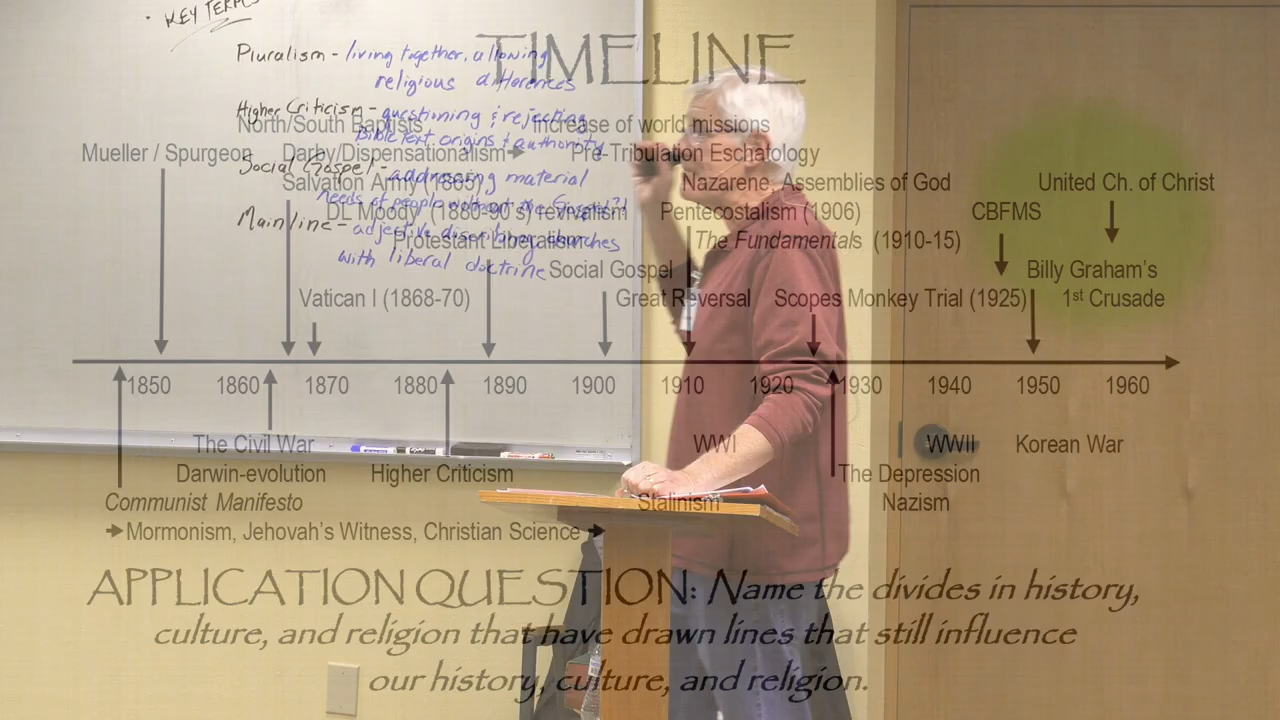 KEY TERMS
Pluralism - living together, allowing
religious differences
Higher Criticism - questioning & rejecting
Bible text origins & authority
Social Gospel - addressing material
needs of people without the Gospel?!
Mainline - adjective describing churches
with liberal doctrine
TIMELINE
North/South Baptists
Increase of world missions
Mueller / Spurgeon
Darby/Dispensationalism
Pre-Tribulation Eschatology
Salvation Army (1865)
Nazarene, Assemblies of God
United Ch. of Christ
DL Moody (1880-90's) revivalism
Pentecostalism (1906)
CBFMS
Protestant Liberalism
The Fundamentals (1910-15)
Social Gospel
Billy Graham's
1st Crusade
Vatican I (1868-70)
Great Reversal
Scopes Monkey Trial (1925)
1850 1860 1870 1880 1890 1900 1910 1920 1930 1940 1950 1960
The Civil War
WWI
WWII
Korean War
Darwin-evolution
Higher Criticism
The Depression
Communist Manifesto
Stalinism
Nazism
Mormonism, Jehovah's Witness, Christian Science
APPLICATION QUESTION: Name the divides in history,
culture, and religion that have drawn lines that still influence
our history, culture, and religion.